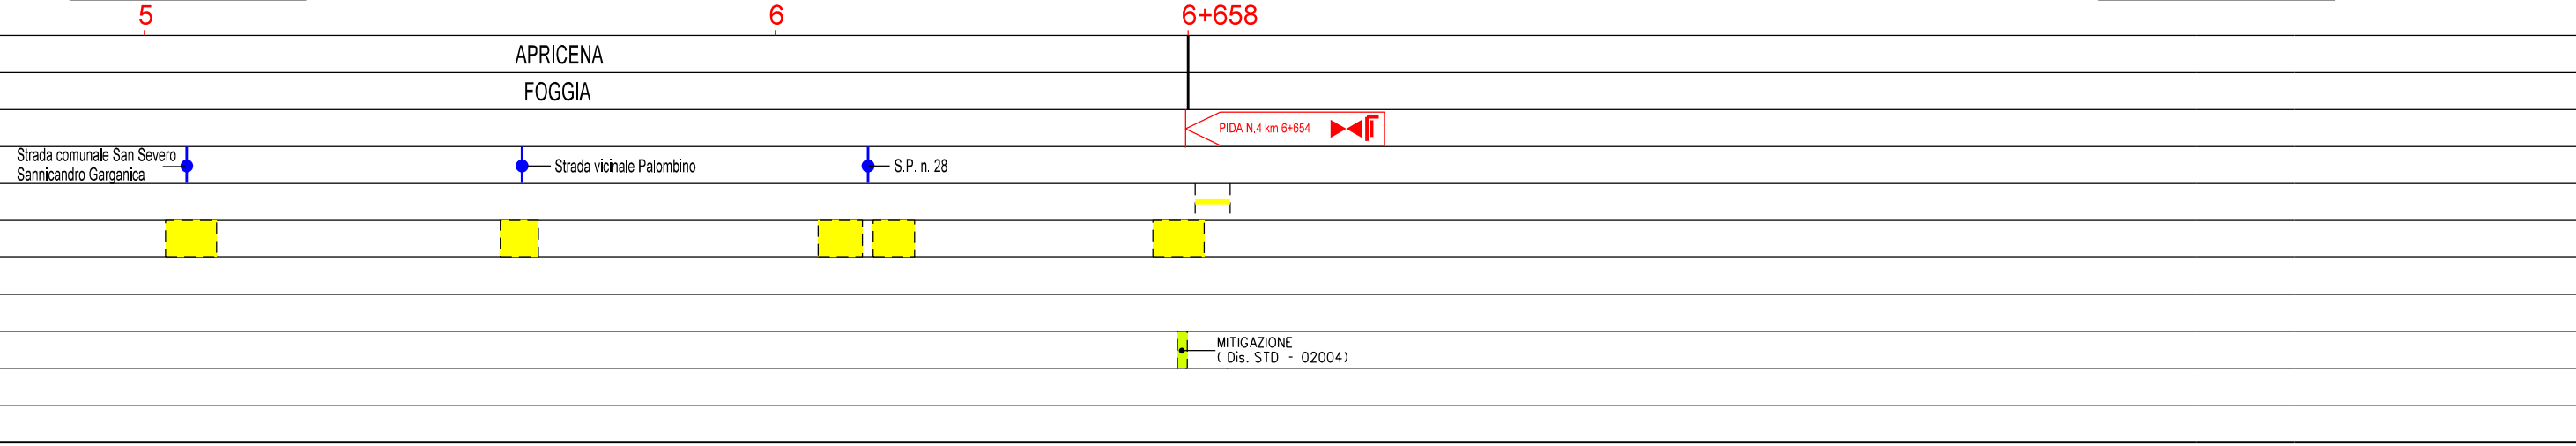 5
6
6+658
APRICENA
FOGGIA
PIDA N.4 km 6+654
Strada comunale San Severo
Sannicandro Garganica
Strada vicinale Palombino
S.P. n. 28
MITIGAZIONE
( Dis. STD - 02004)